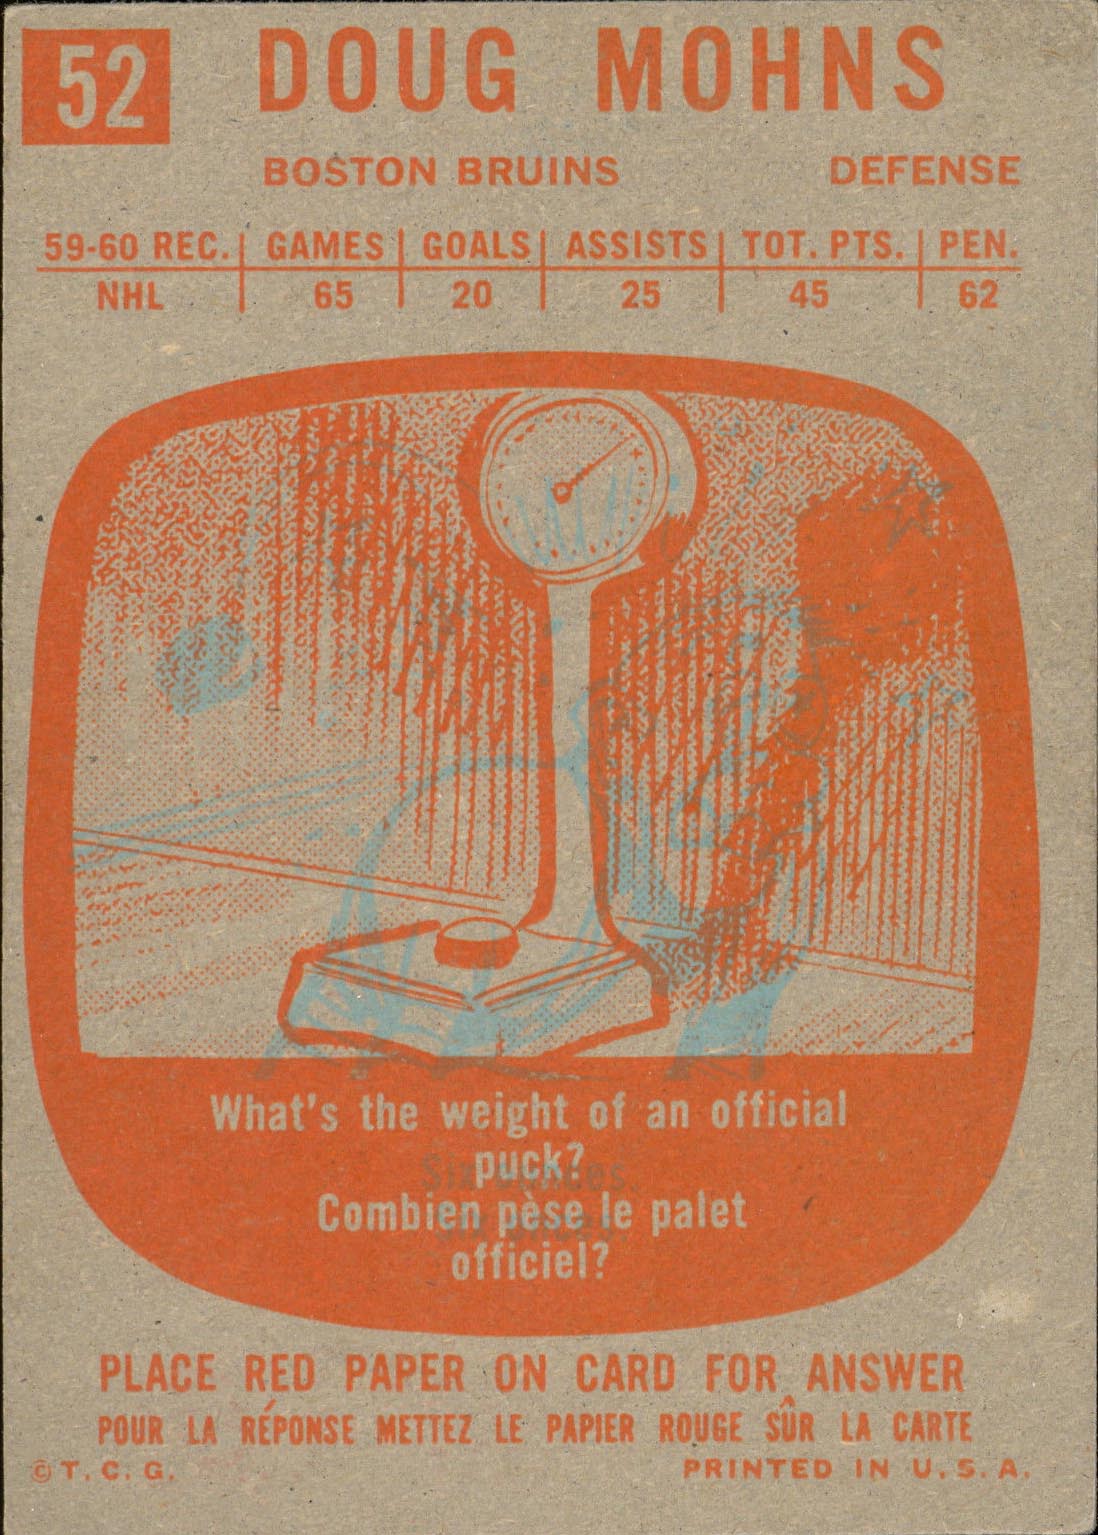 52
DOUG MOHNS
BOSTON BRUINS DEFENSE
59-60 REC. GAMES GOALS ASSISTS TOT. PTS. PEN.
NHL 65 20 25 45 62
What's the weight of an official
puck?
Six ounces.
Combien pèse le palet
officiel?
PLACE RED PAPER ON CARD FOR ANSWER
POUR LA RÉPONSE METTEZ LE PAPIER ROUGE SÛR LA CARTE
© T. C. G. PRINTED IN U. S. A.